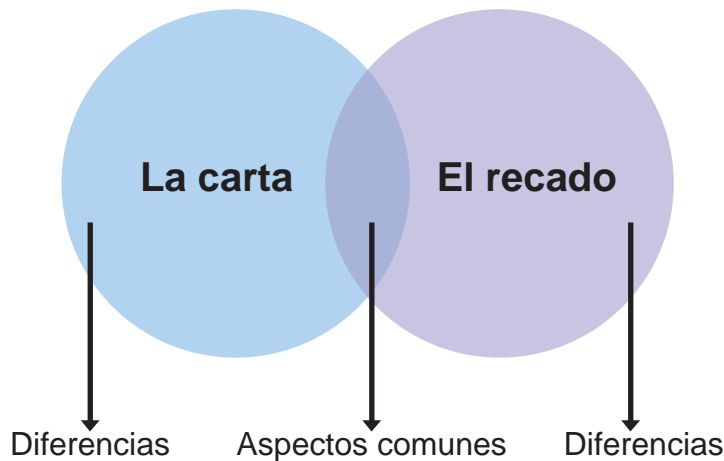 La carta
El recado
Diferencias
Aspectos comunes
Diferencias